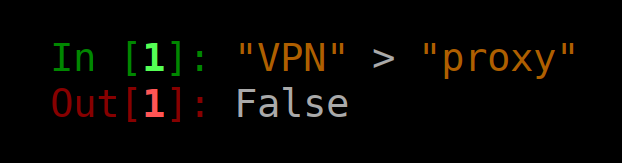 In [1]: "VPN" > "proxy"
Out[1]: False